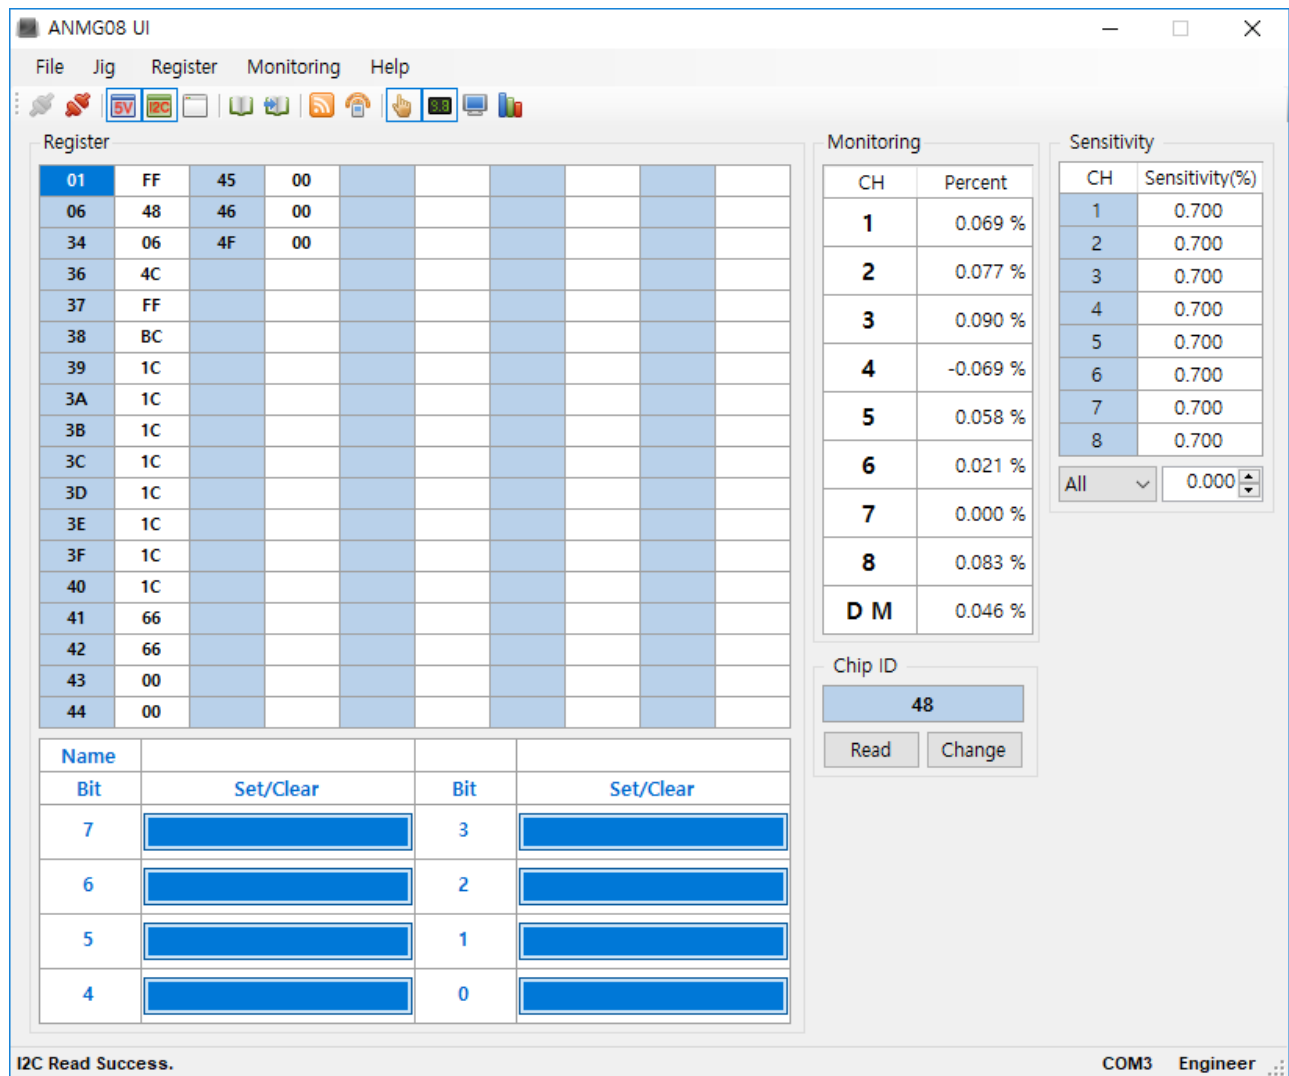 ANMG08 UI
File Jig Register Monitoring Help
5V I2C 9.8
Register
01 FF 45 00
06 48 46 00
34 06 4F 00
36 4C
37 FF
38 BC
39 1C
3A 1C
3B 1C
3C 1C
3D 1C
3E 1C
3F 1C
40 1C
41 66
42 66
43 00
44 00
Name
Bit Set/Clear Bit Set/Clear
7 3
6 2
5 1
4 0
Monitoring
CH Percent
1 0.069 %
2 0.077 %
3 0.090 %
4 -0.069 %
5 0.058 %
6 0.021 %
7 0.000 %
8 0.083 %
D M 0.046 %
Chip ID
48
Read Change
Sensitivity
CH Sensitivity(%)
1 0.700
2 0.700
3 0.700
4 0.700
5 0.700
6 0.700
7 0.700
8 0.700
All 0.000
I2C Read Success. COM3 Engineer